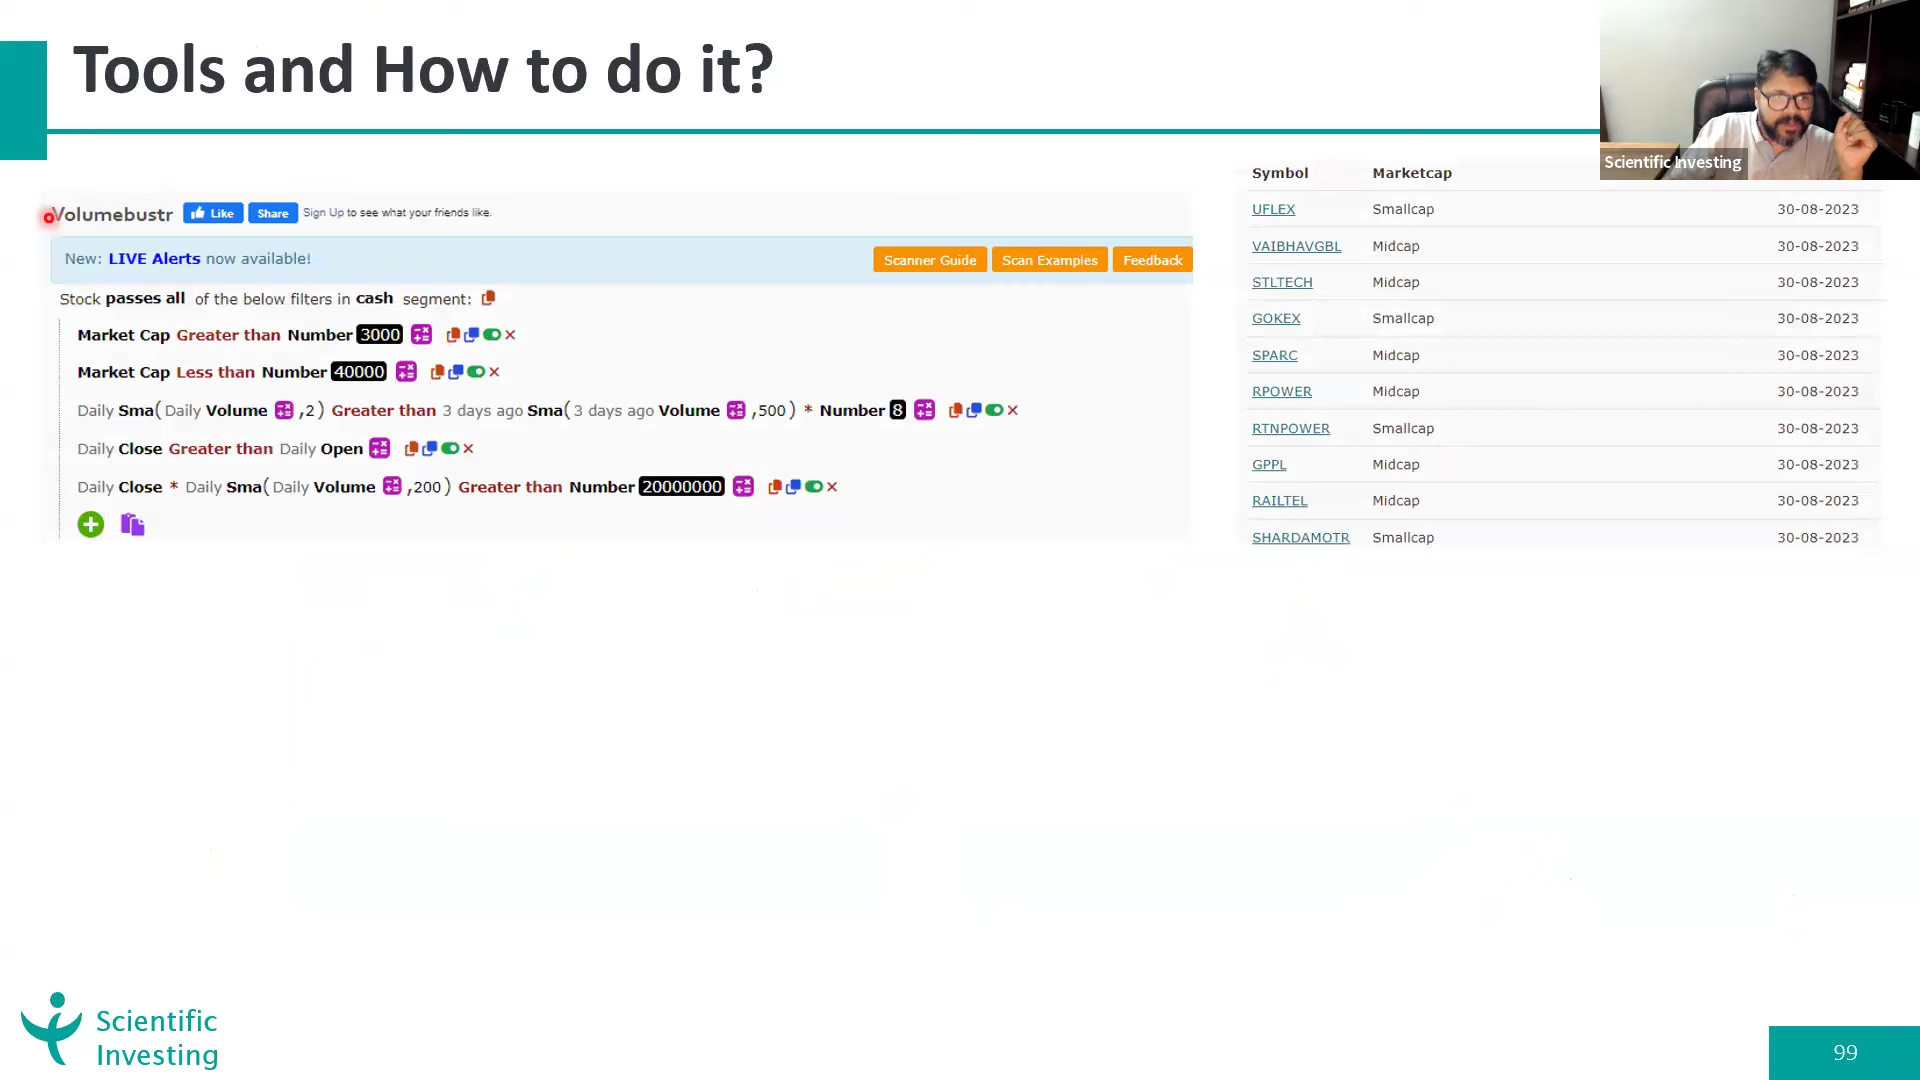 Tools and How to do it?
Scientific Investing
Volumebustr Like Share Sign Up to see what your friends like.
New: LIVE Alerts now available!
Scanner Guide Scan Examples Feedback
Stock passes all of the below filters in cash segment:
Market Cap Greater than Number 3000
Market Cap Less than Number 40000
Daily Sma( Daily Volume ,2 ) Greater than 3 days ago Sma( 3 days ago Volume ,500 ) * Number 8
Daily Close Greater than Daily Open
Daily Close * Daily Sma( Daily Volume ,200 ) Greater than Number 20000000
Symbol Marketcap
UFLEX Smallcap 30-08-2023
VAIBHAVGBL Midcap 30-08-2023
STLTECH Midcap 30-08-2023
GOKEX Smallcap 30-08-2023
SPARC Midcap 30-08-2023
RPOWER Midcap 30-08-2023
RTNPOWER Smallcap 30-08-2023
GPPL Midcap 30-08-2023
RAILTEL Midcap 30-08-2023
SHARDAMOTR Smallcap 30-08-2023
Scientific
Investing
99